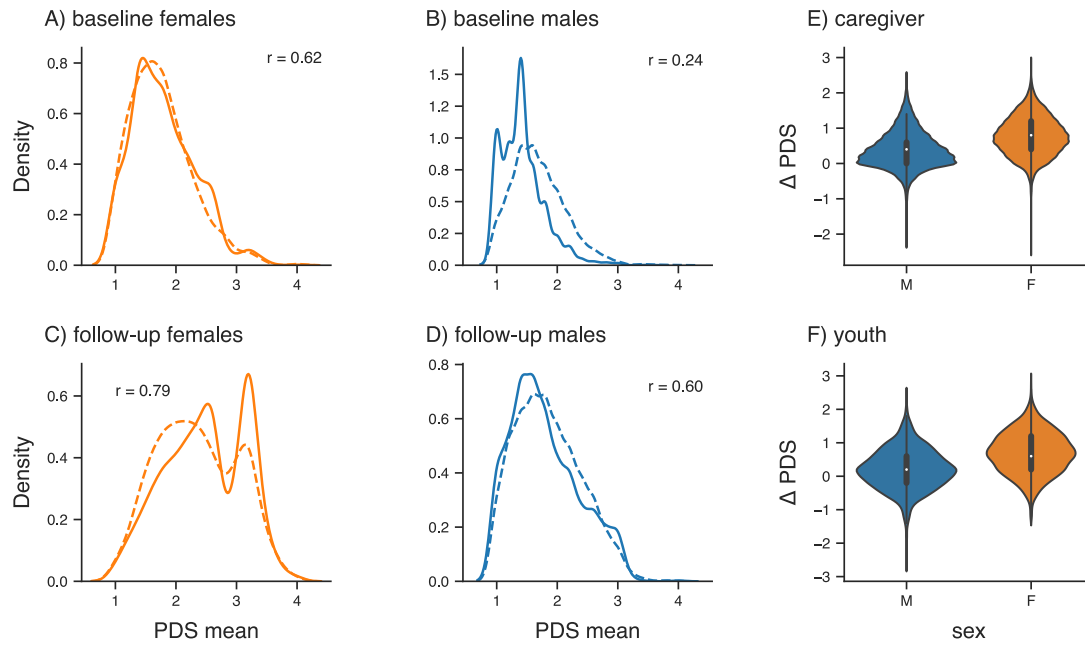 A) baseline females
r = 0.62
Density
0.8
0.6
0.4
0.2
0.0
1 2 3 4
B) baseline males
r = 0.24
1.5
1.2
1.0
0.8
0.5
0.2
0.0
1 2 3 4
E) caregiver
Δ PDS
3
2
1
0
−1
−2
M F
C) follow-up females
r = 0.79
Density
0.6
0.4
0.2
0.0
1 2 3 4
PDS mean
D) follow-up males
r = 0.60
0.8
0.6
0.4
0.2
0.0
1 2 3 4
PDS mean
F) youth
Δ PDS
3
2
1
0
−1
−2
−3
M F
sex